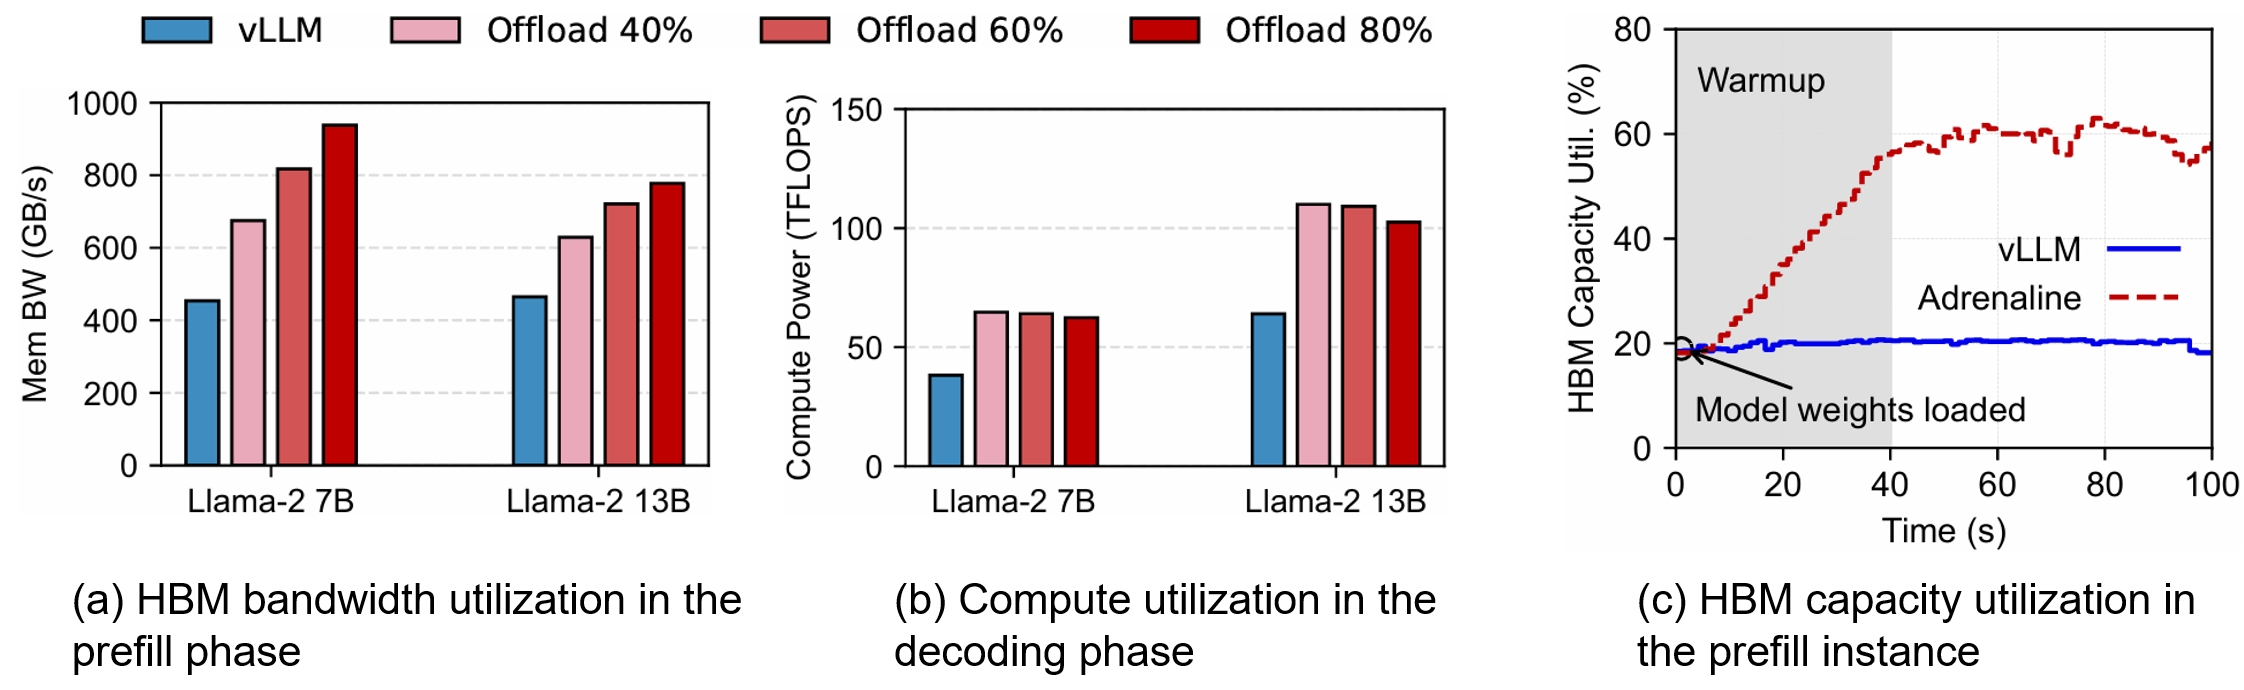 vLLM Offload 40% Offload 60% Offload 80%
Mem BW (GB/s)
1000
800
600
400
200
0
Llama-2 7B Llama-2 13B
(a) HBM bandwidth utilization in the
prefill phase
Compute Power (TFLOPS)
150
100
50
0
Llama-2 7B Llama-2 13B
(b) Compute utilization in the
decoding phase
HBM Capacity Util. (%)
80
60
40
20
0
Warmup
vLLM
Adrenaline
Model weights loaded
0 20 40 60 80 100
Time (s)
(c) HBM capacity utilization in
the prefill instance